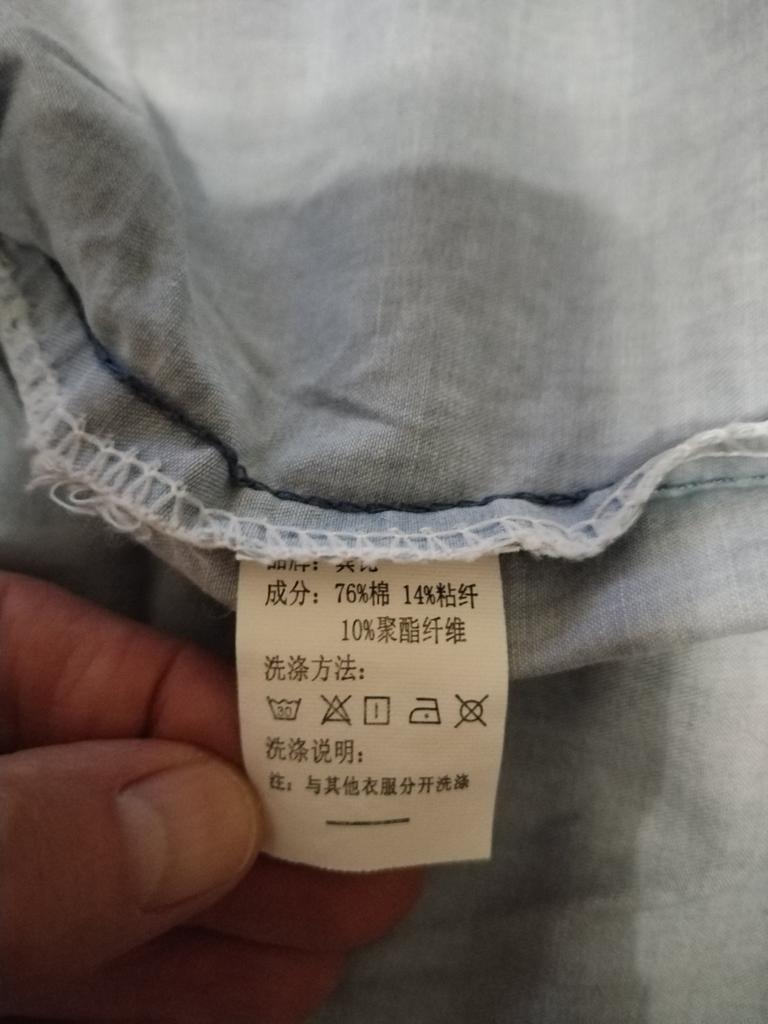 成分：76%棉 14%粘纤
10%聚酯纤维
洗涤方法：
30
洗涤说明：
注：与其他衣服分开洗涤